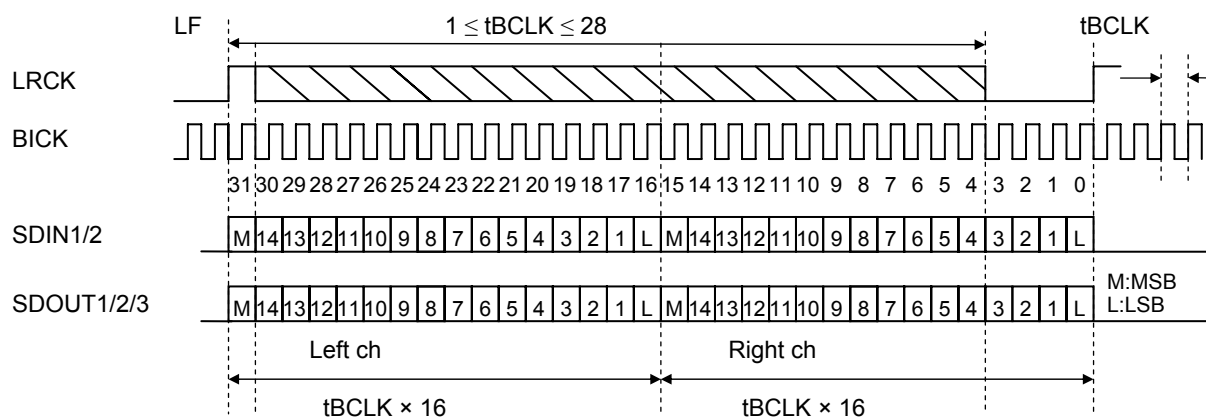 LF 1 ≤ tBCLK ≤ 28 tBCLK
LRCK
BICK
31 30 29 28 27 26 25 24 23 22 21 20 19 18 17 16 15 14 13 12 11 10 9 8 7 6 5 4 3 2 1 0
SDIN1/2 M 14 13 12 11 10 9 8 7 6 5 4 3 2 1 L M 14 13 12 11 10 9 8 7 6 5 4 3 2 1 L
M:MSB
SDOUT1/2/3 M 14 13 12 11 10 9 8 7 6 5 4 3 2 1 L M 14 13 12 11 10 9 8 7 6 5 4 3 2 1 L L:LSB
Left ch Right ch
tBCLK × 16 tBCLK × 16